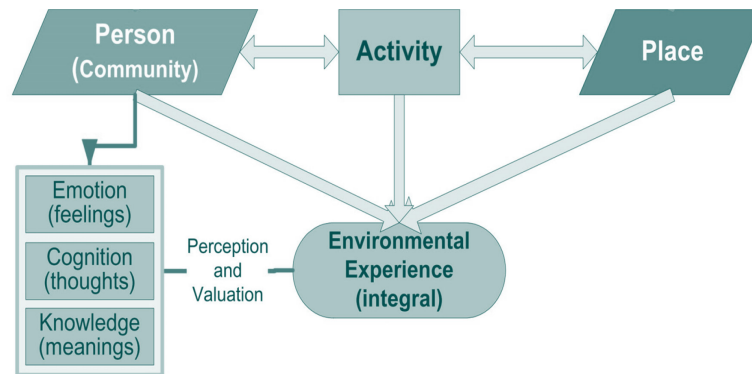 Person
(Community)
Activity
Place
Emotion
(feelings)
Cognition
(thoughts)
Knowledge
(meanings)
Perception
and
Valuation
Environmental
Experience
(integral)